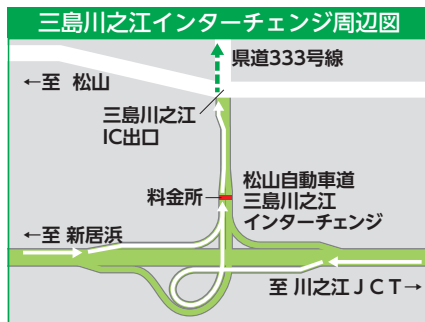 三島川之江インターチェンジ周辺図
県道333号線
←至 松山
三島川之江
IC出口
料金所
松山自動車道
三島川之江
インターチェンジ
←至 新居浜
至 川之江ＪＣＴ→